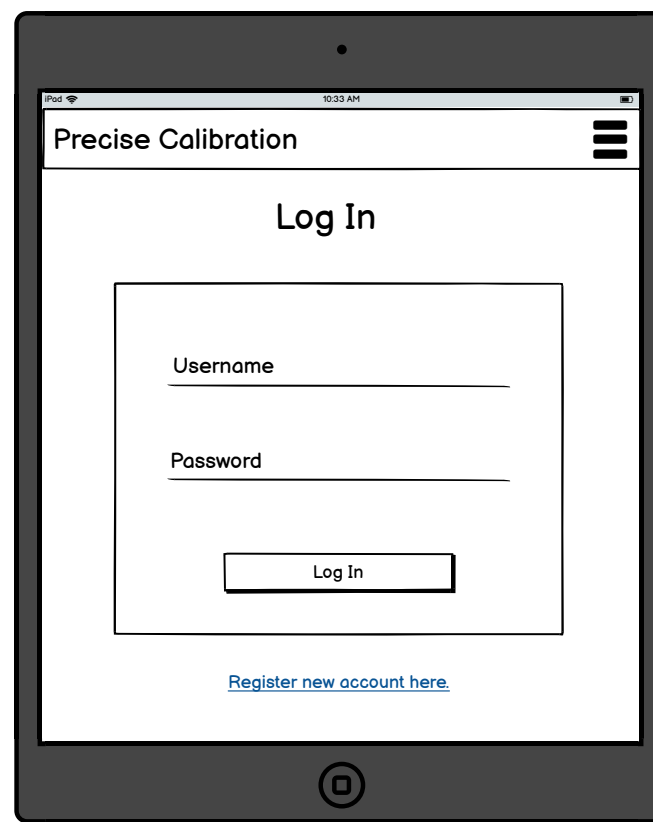 iPad 10:33 AM
Precise Calibration
Log In
Username
Password
Log In
Register new account here.